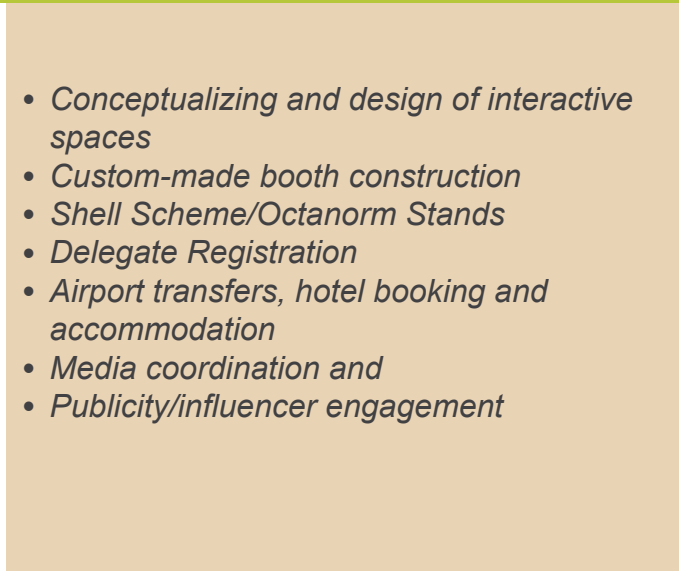 • Conceptualizing and design of interactive
spaces
• Custom-made booth construction
• Shell Scheme/Octanorm Stands
• Delegate Registration
• Airport transfers, hotel booking and
accommodation
• Media coordination and
• Publicity/influencer engagement